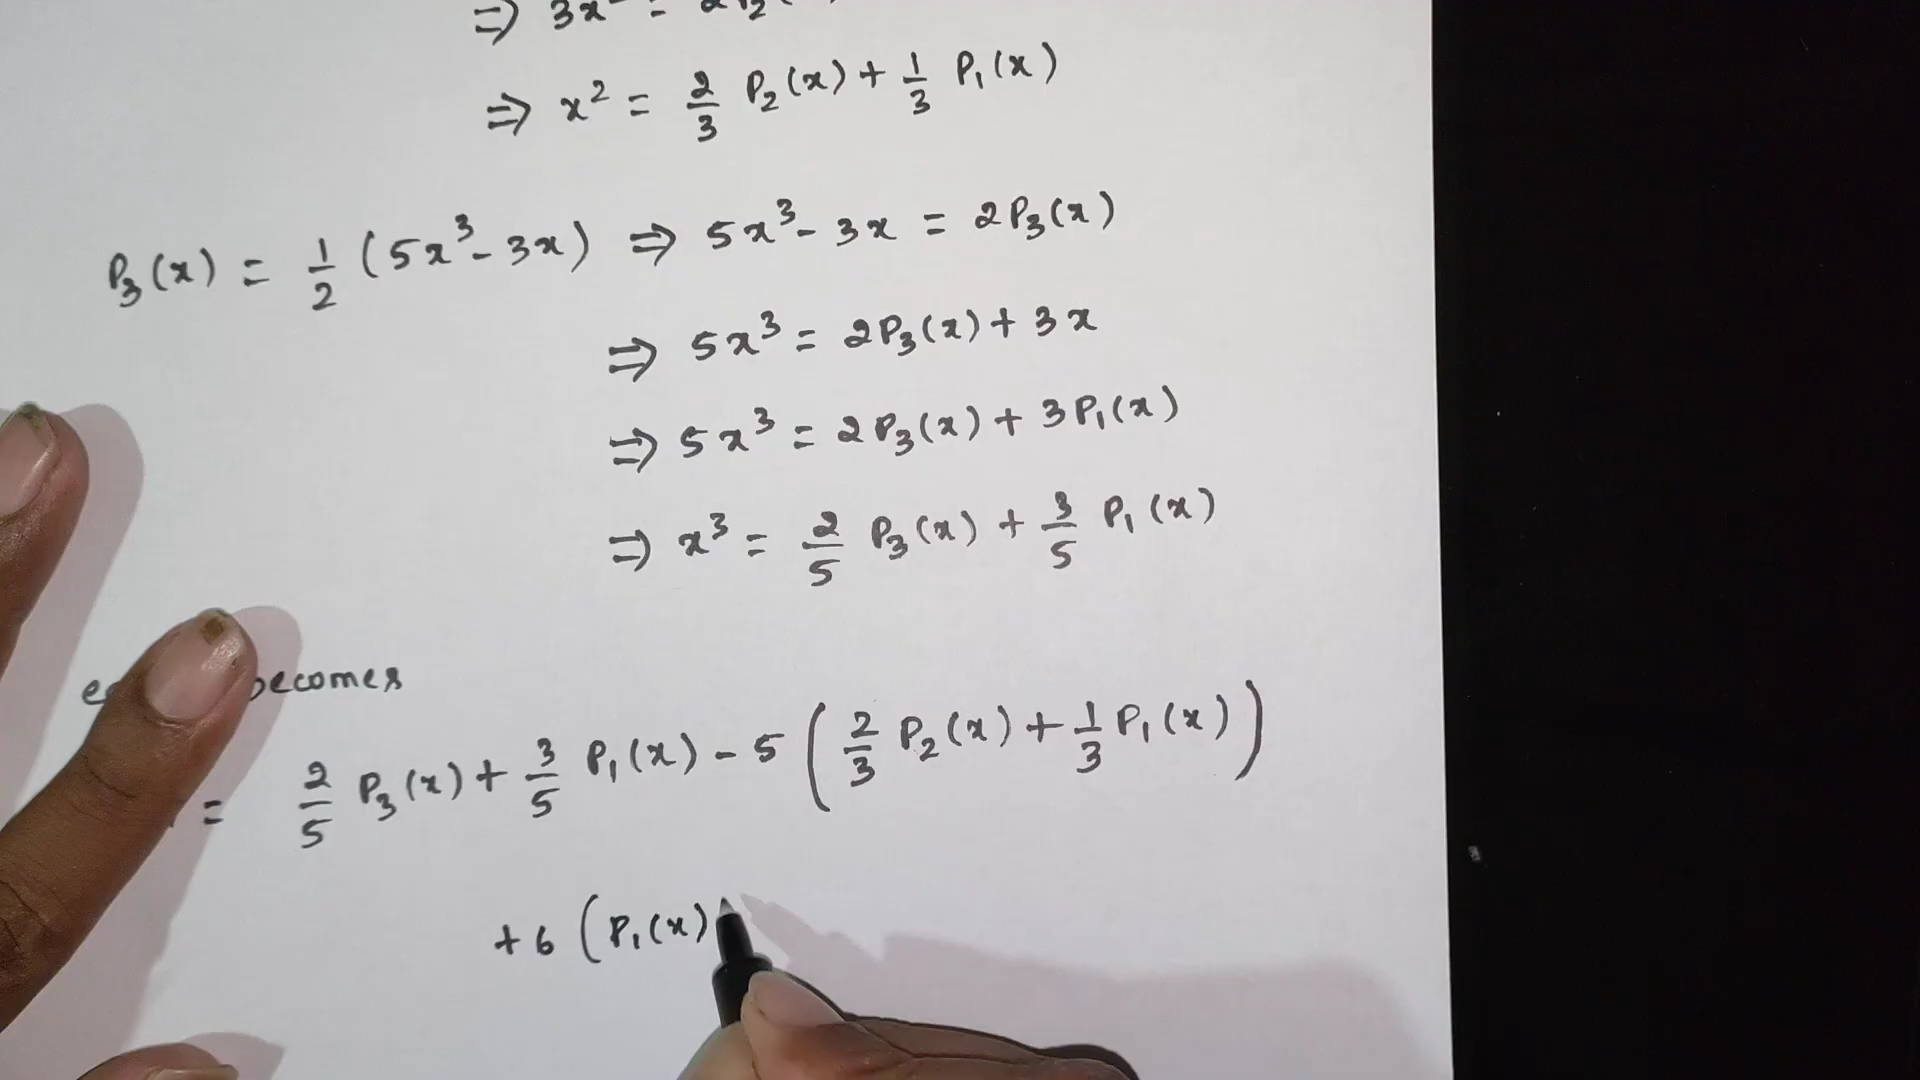 ⇒ 3x² = 2P₂
⇒ x² = 2/3 P₂(x) + 1/3 P₁(x)
P₃(x) = 1/2 (5x³ - 3x) ⇒ 5x³ - 3x = 2P₃(x)
⇒ 5x³ = 2P₃(x) + 3x
⇒ 5x³ = 2P₃(x) + 3P₁(x)
⇒ x³ = 2/5 P₃(x) + 3/5 P₁(x)
becomes
= 2/5 P₃(x) + 3/5 P₁(x) - 5 (2/3 P₂(x) + 1/3 P₁(x))
+ 6 (P₁(x)